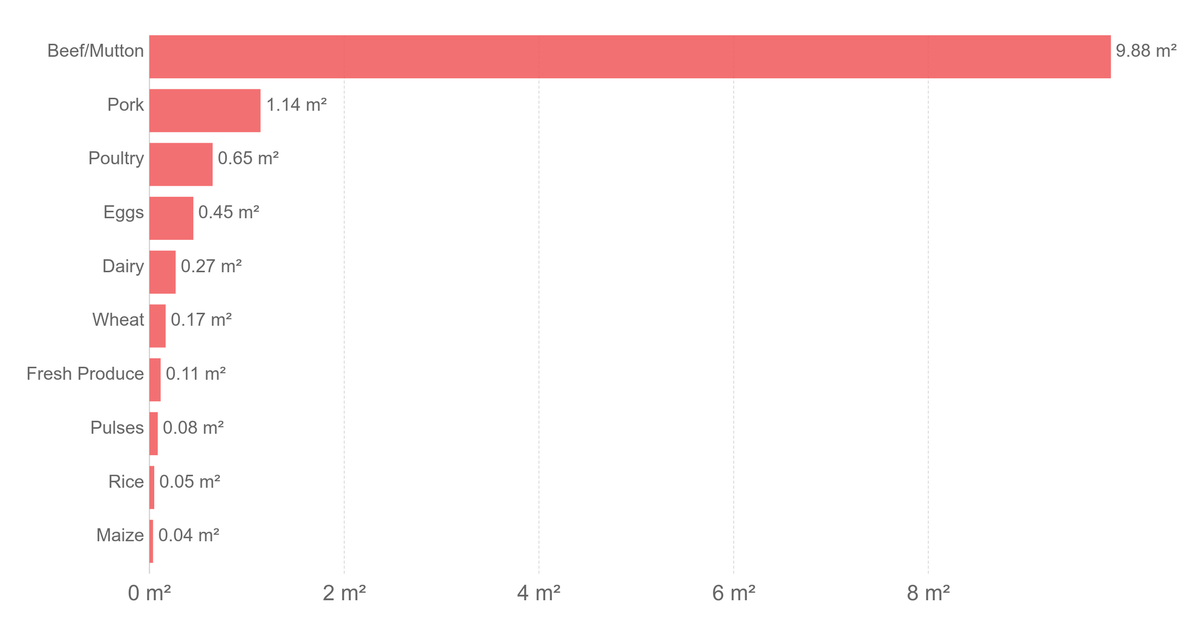 Beef/Mutton 9.88 m²
Pork 1.14 m²
Poultry 0.65 m²
Eggs 0.45 m²
Dairy 0.27 m²
Wheat 0.17 m²
Fresh Produce 0.11 m²
Pulses 0.08 m²
Rice 0.05 m²
Maize 0.04 m²
0 m² 2 m² 4 m² 6 m² 8 m²